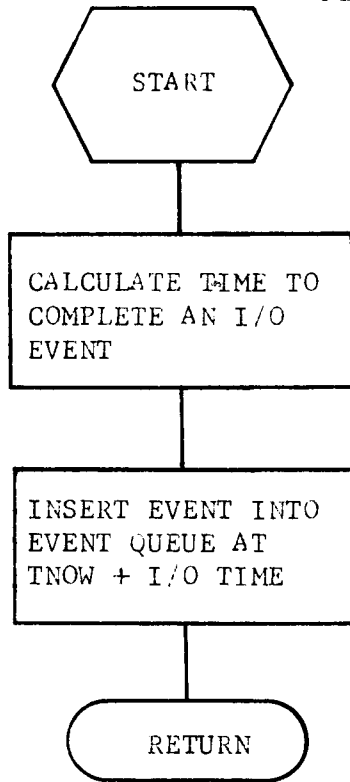 START
CALCULATE TIME TO
COMPLETE AN I/O
EVENT
INSERT EVENT INTO
EVENT QUEUE AT
TNOW + I/O TIME
RETURN